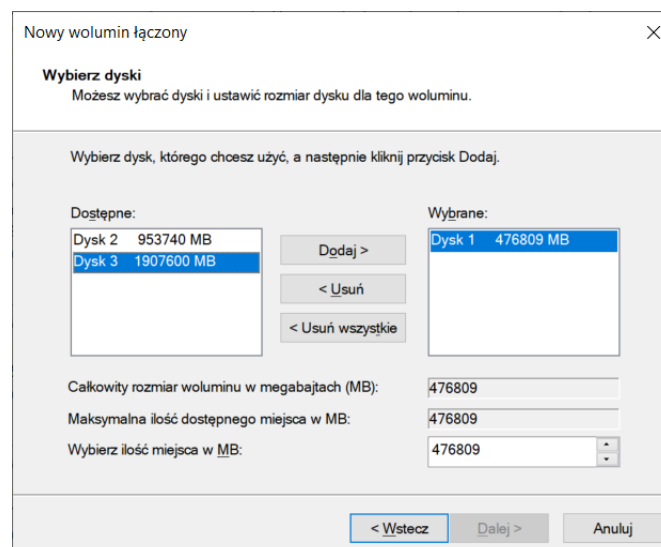 Nowy wolumin łączony
Wybierz dyski
Możesz wybrać dyski i ustawić rozmiar dysku dla tego woluminu.
Wybierz dysk, którego chcesz użyć, a następnie kliknij przycisk Dodaj.
Dostępne:
Dysk 2 953740 MB
Dysk 3 1907600 MB
Dodaj >
< Usuń
< Usuń wszystkie
Wybrane:
Dysk 1 476809 MB
Całkowity rozmiar woluminu w megabajtach (MB): 476809
Maksymalna ilość dostępnego miejsca w MB: 476809
Wybierz ilość miejsca w MB: 476809
< Wstecz Dalej > Anuluj